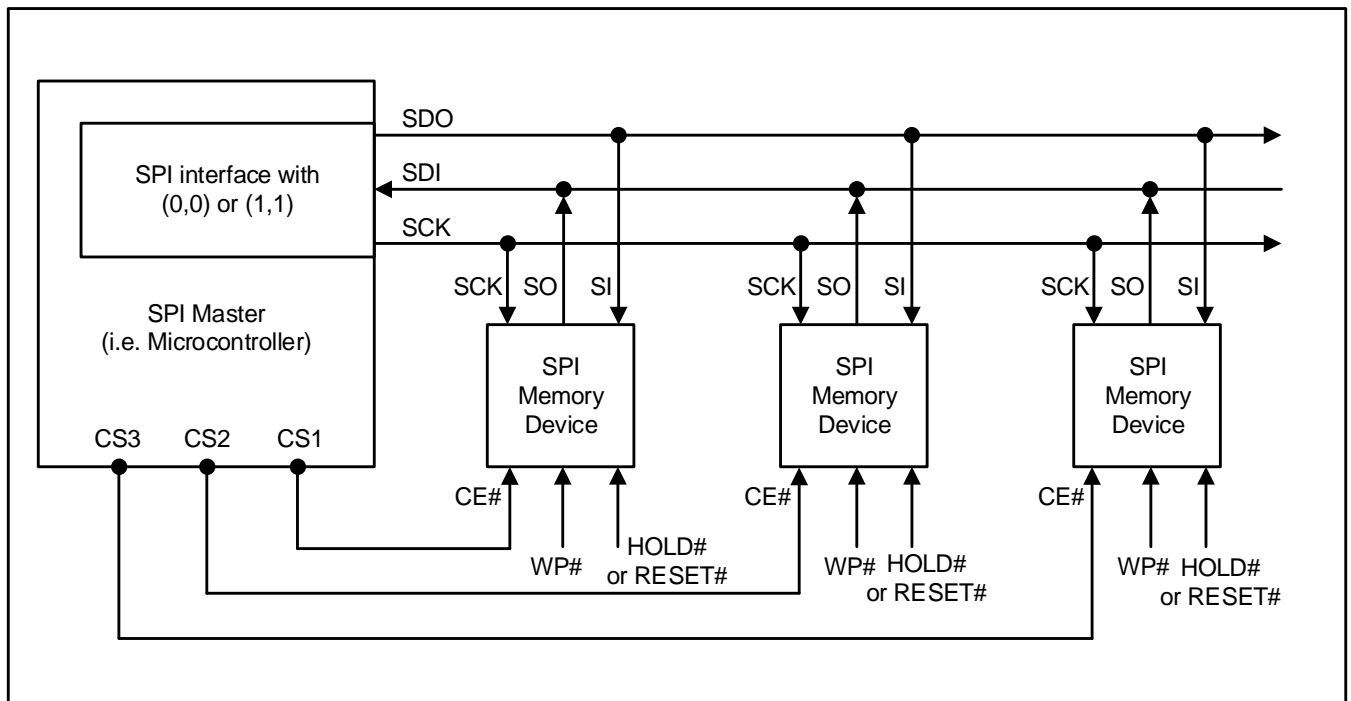 SDO
SPI interface with
(0,0) or (1,1)
SDI
SCK
SPI Master
(i.e. Microcontroller)
CS3 CS2 CS1
SCK SO SI
SPI
Memory
Device
CE#
WP#
HOLD#
or RESET#
SCK SO SI
SPI
Memory
Device
CE#
WP#
HOLD#
or RESET#
SCK SO SI
SPI
Memory
Device
CE#
WP#
HOLD#
or RESET#